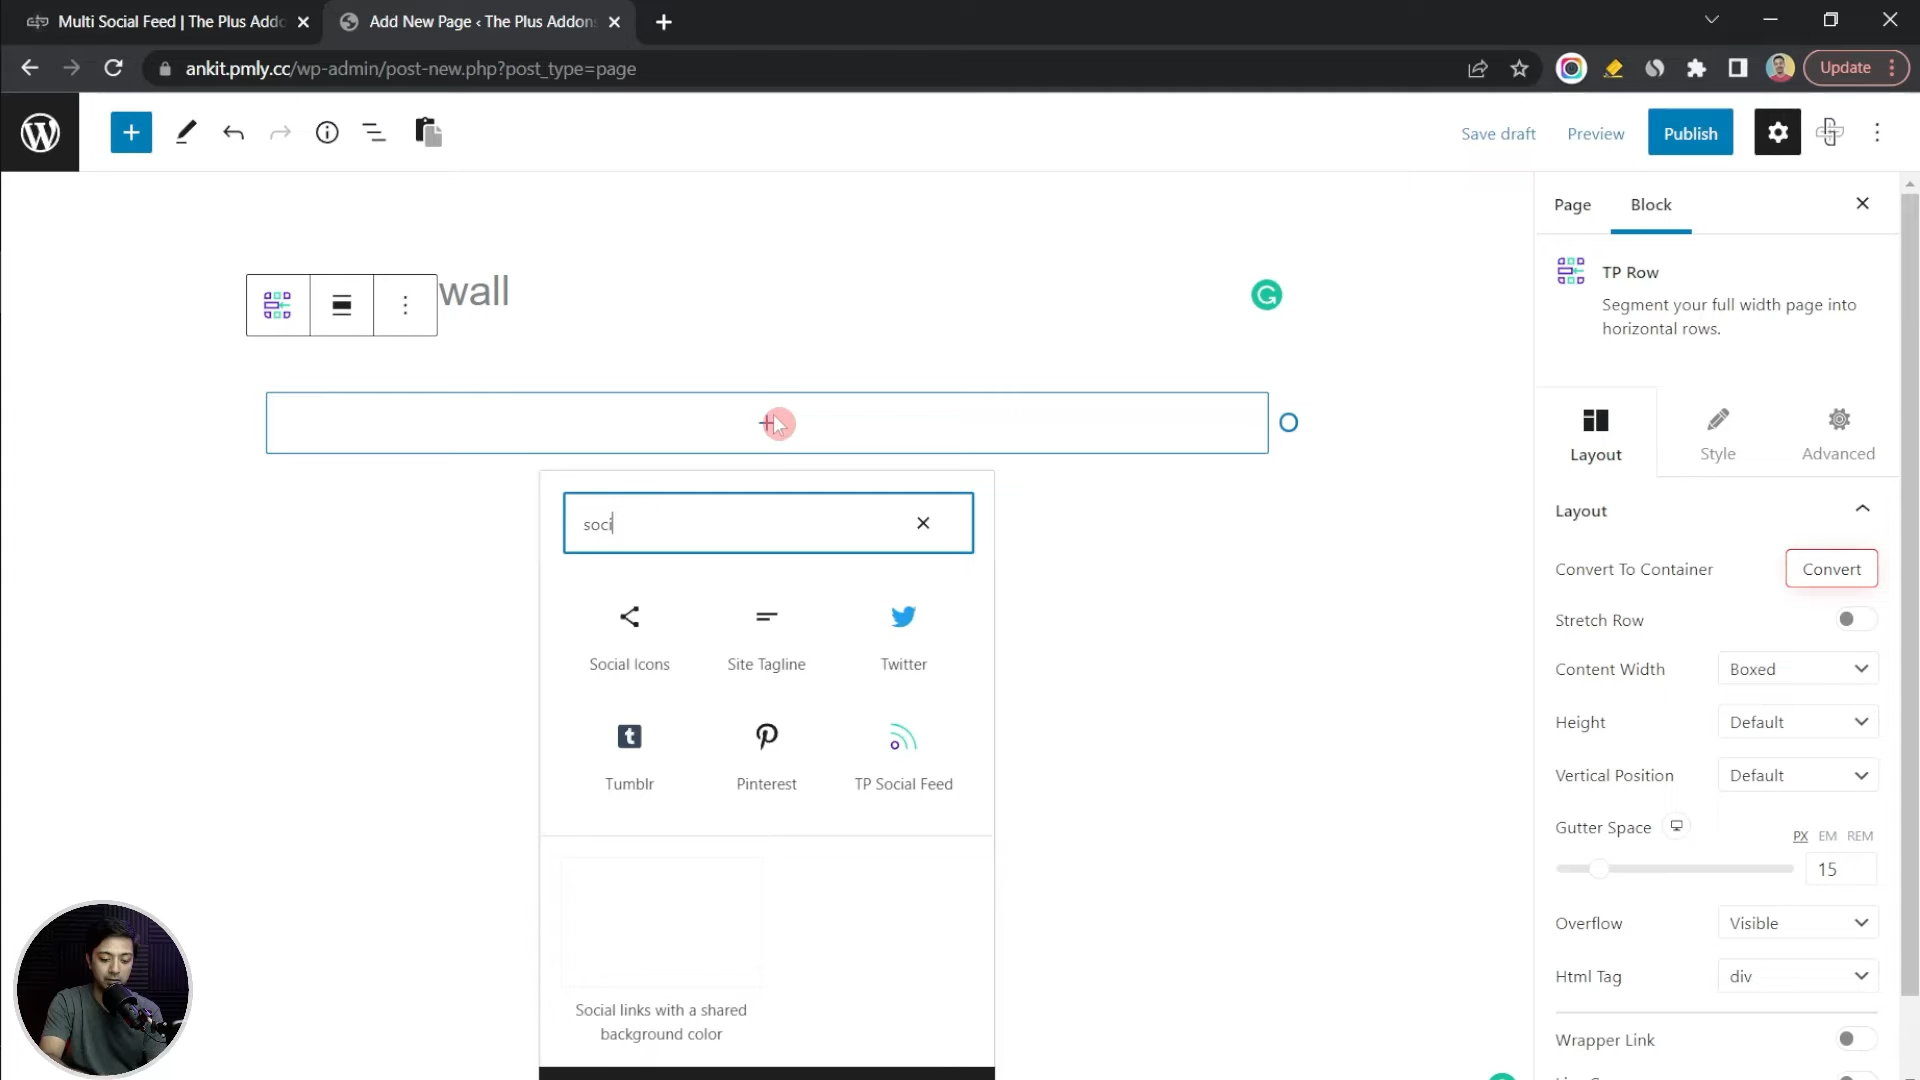 Multi Social Feed | The Plus Addo
Add New Page ‹ The Plus Addons
ankit.pmly.cc/wp-admin/post-new.php?post_type=page
Update
Save draft
Preview
Publish
wall
soci
Social Icons
Site Tagline
Twitter
Tumblr
Pinterest
TP Social Feed
Social links with a shared
background color
Page
Block
TP Row
Segment your full width page into
horizontal rows.
Layout
Style
Advanced
Layout
Convert To Container
Convert
Stretch Row
Content Width
Boxed
Height
Default
Vertical Position
Default
Gutter Space
PX EM REM
15
Overflow
Visible
Html Tag
div
Wrapper Link